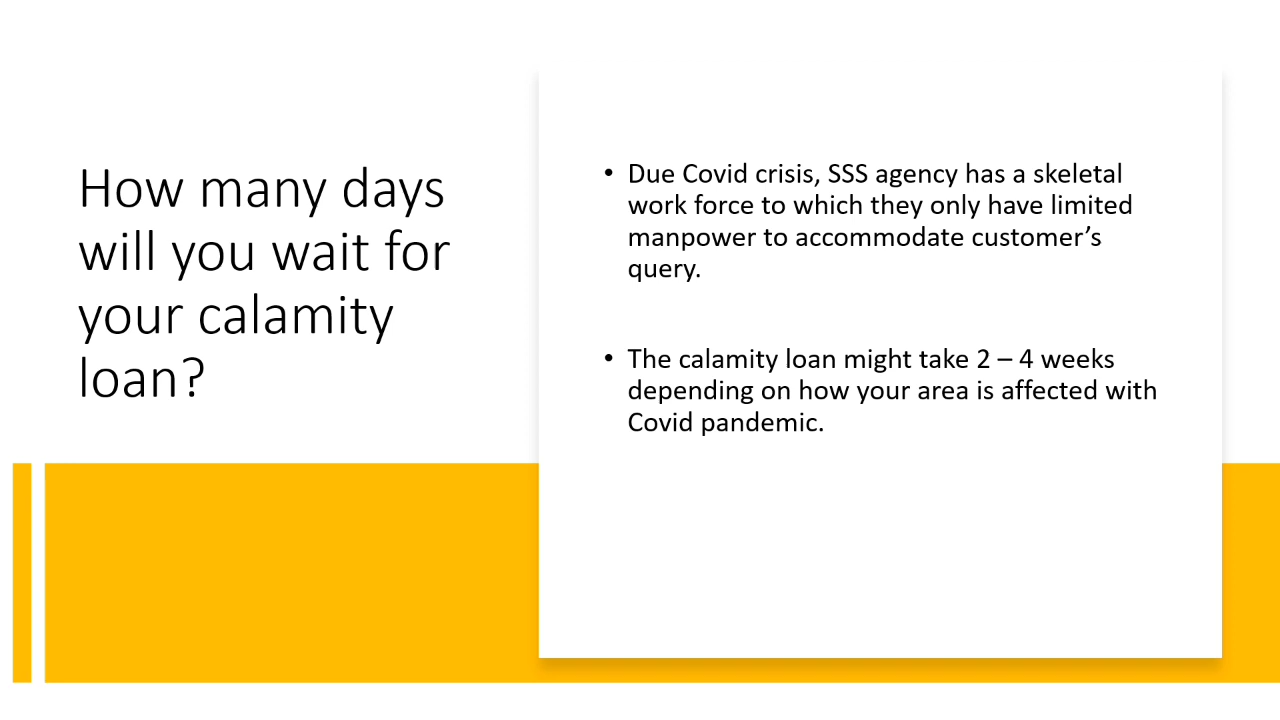 How many days
will you wait for
your calamity
loan?
• Due Covid crisis, SSS agency has a skeletal
work force to which they only have limited
manpower to accommodate customer’s
query.
• The calamity loan might take 2 – 4 weeks
depending on how your area is affected with
Covid pandemic.